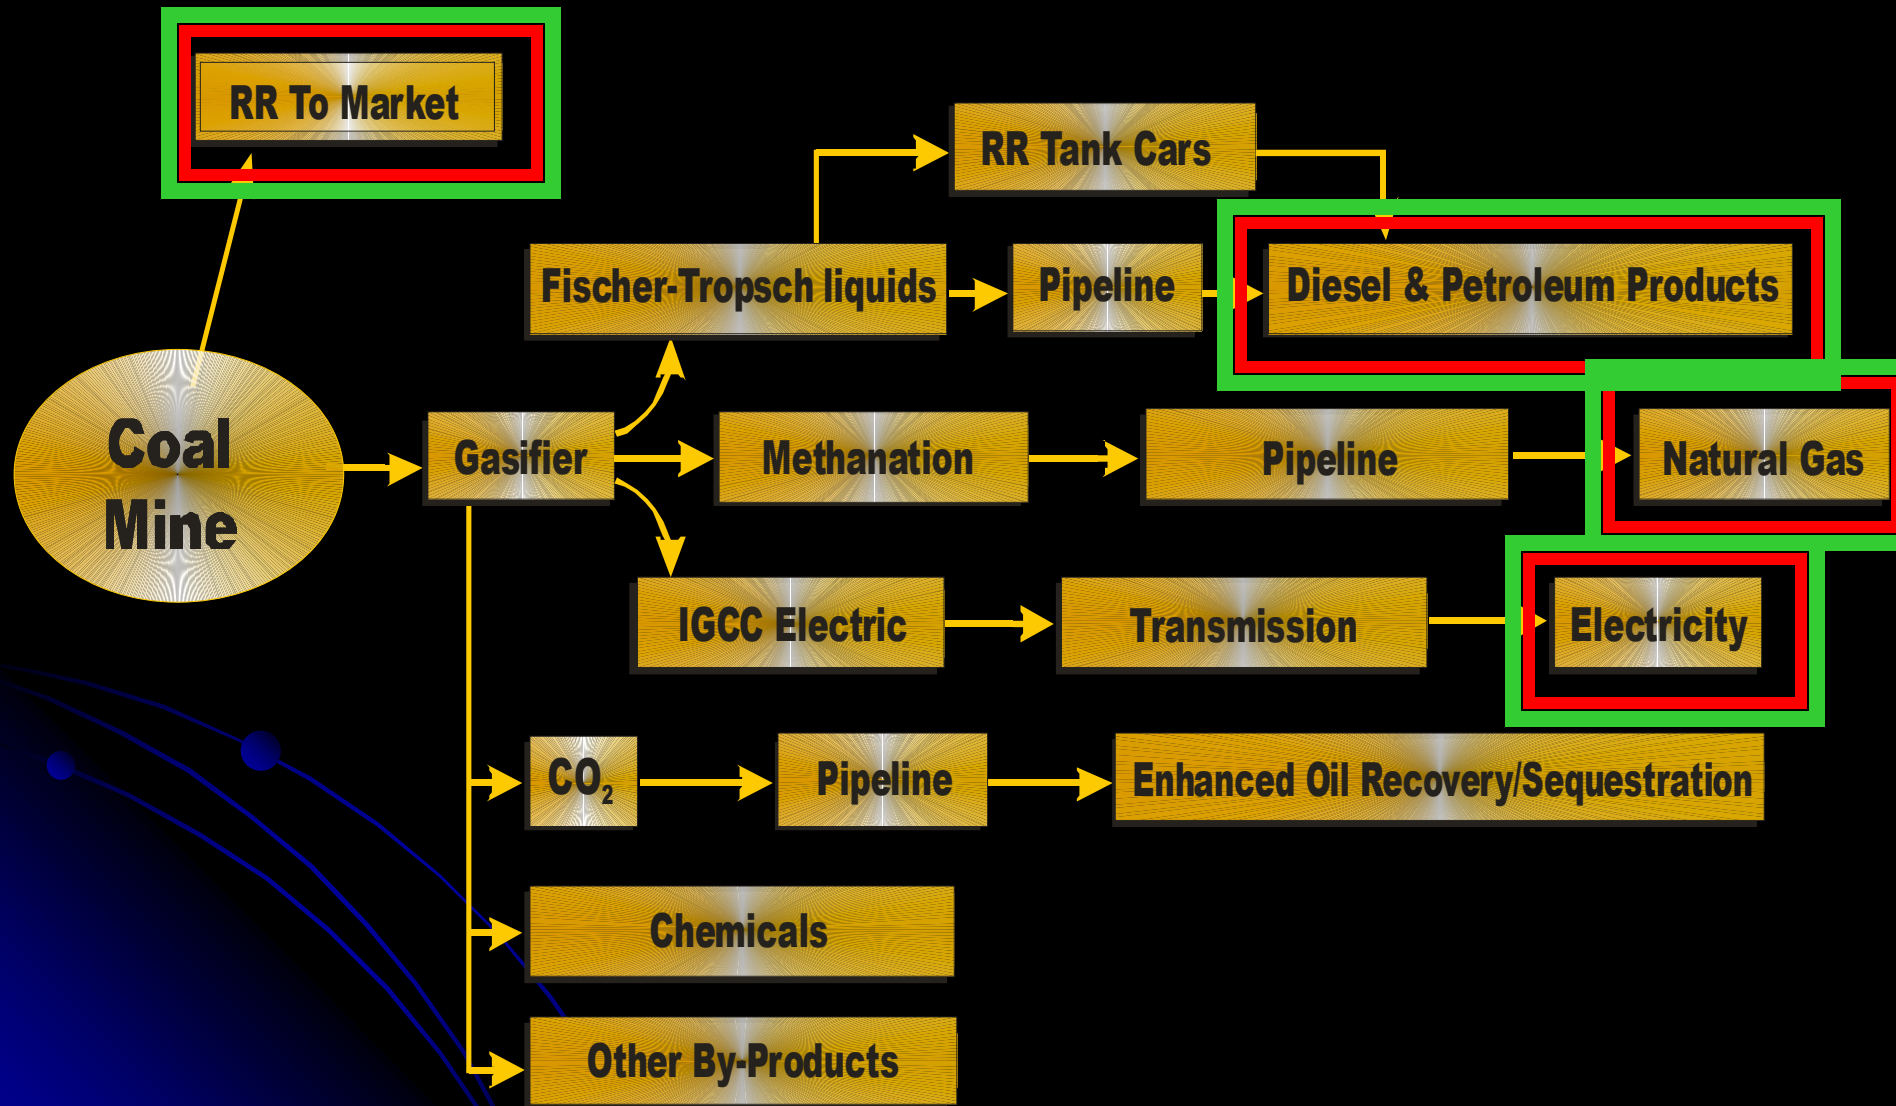 RR To Market
RR Tank Cars
Fischer-Tropsch liquids
Pipeline
Diesel & Petroleum Products
Coal
Mine
Gasifier
Methanation
Pipeline
Natural Gas
IGCC Electric
Transmission
Electricity
CO₂
Pipeline
Enhanced Oil Recovery/Sequestration
Chemicals
Other By-Products